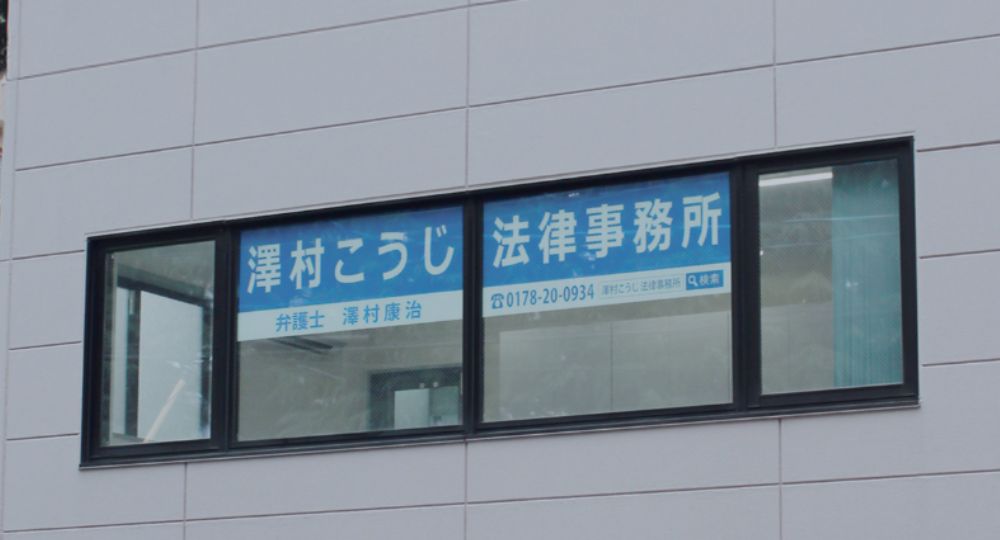 澤村こうじ 法律事務所
弁護士 澤村康治
☎0178-20-0934 澤村こうじ法律事務所 検索